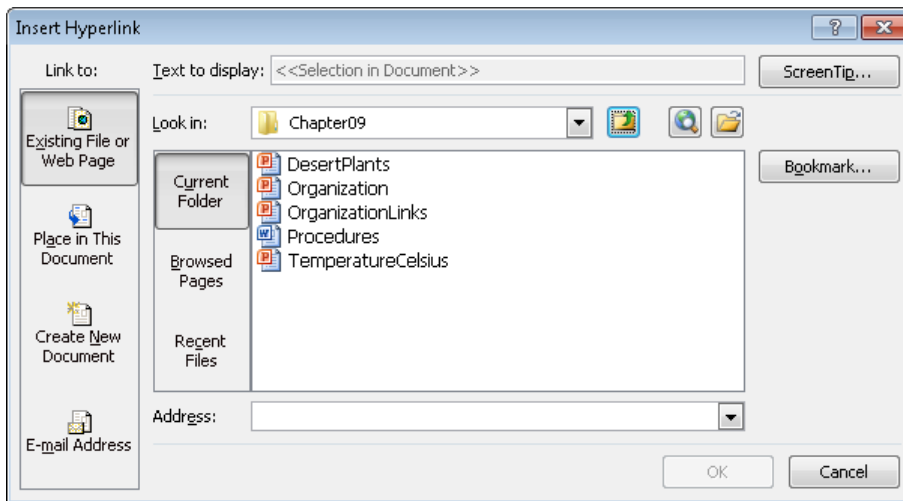 Insert Hyperlink
Link to:
Text to display: <<Selection in Document>>
ScreenTip...
Existing File or
Web Page
Look in: Chapter09
Current
Folder
DesertPlants
Organization
OrganizationLinks
Procedures
TemperatureCelsius
Bookmark...
Place in This
Document
Browsed
Pages
Create New
Document
Recent
Files
E-mail Address
Address:
OK
Cancel